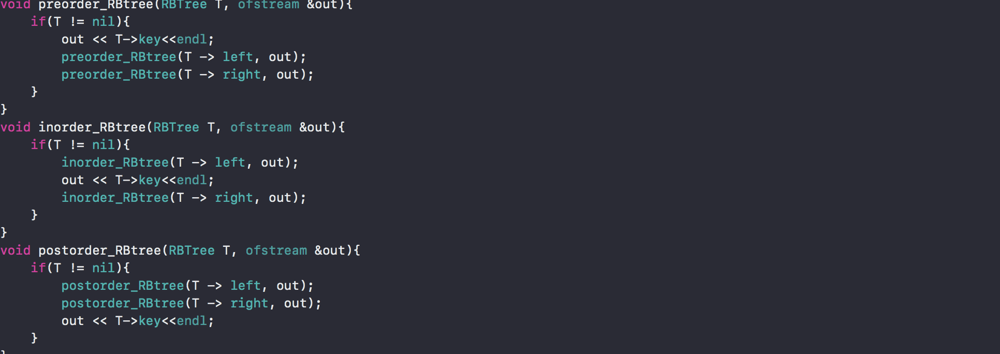 void preorder_RBtree(RBTree T, ofstream &out){
    if(T != nil){
        out << T->key<<endl;
        preorder_RBtree(T -> left, out);
        preorder_RBtree(T -> right, out);
    }
}
void inorder_RBtree(RBTree T, ofstream &out){
    if(T != nil){
        inorder_RBtree(T -> left, out);
        out << T->key<<endl;
        inorder_RBtree(T -> right, out);
    }
}
void postorder_RBtree(RBTree T, ofstream &out){
    if(T != nil){
        postorder_RBtree(T -> left, out);
        postorder_RBtree(T -> right, out);
        out << T->key<<endl;
    }
}